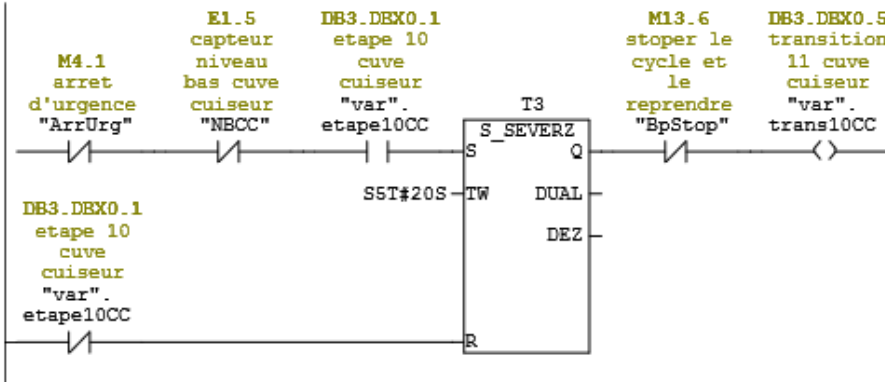 M4.1
arret
d'urgence
"ArrUrg"
E1.5
capteur
niveau
bas cuve
cuiseur
"NBCC"
DB3.DBX0.1
etape 10
cuve
cuiseur
"var".
etape10CC
T3
S_SEVERZ
S
Q
S5T#20S
TW
DUAL
DEZ
R
M13.6
stoper le
cycle et
le
reprendre
"BpStop"
DB3.DBX0.5
transition
11 cuve
cuiseur
"var".
trans10CC
DB3.DBX0.1
etape 10
cuve
cuiseur
"var".
etape10CC